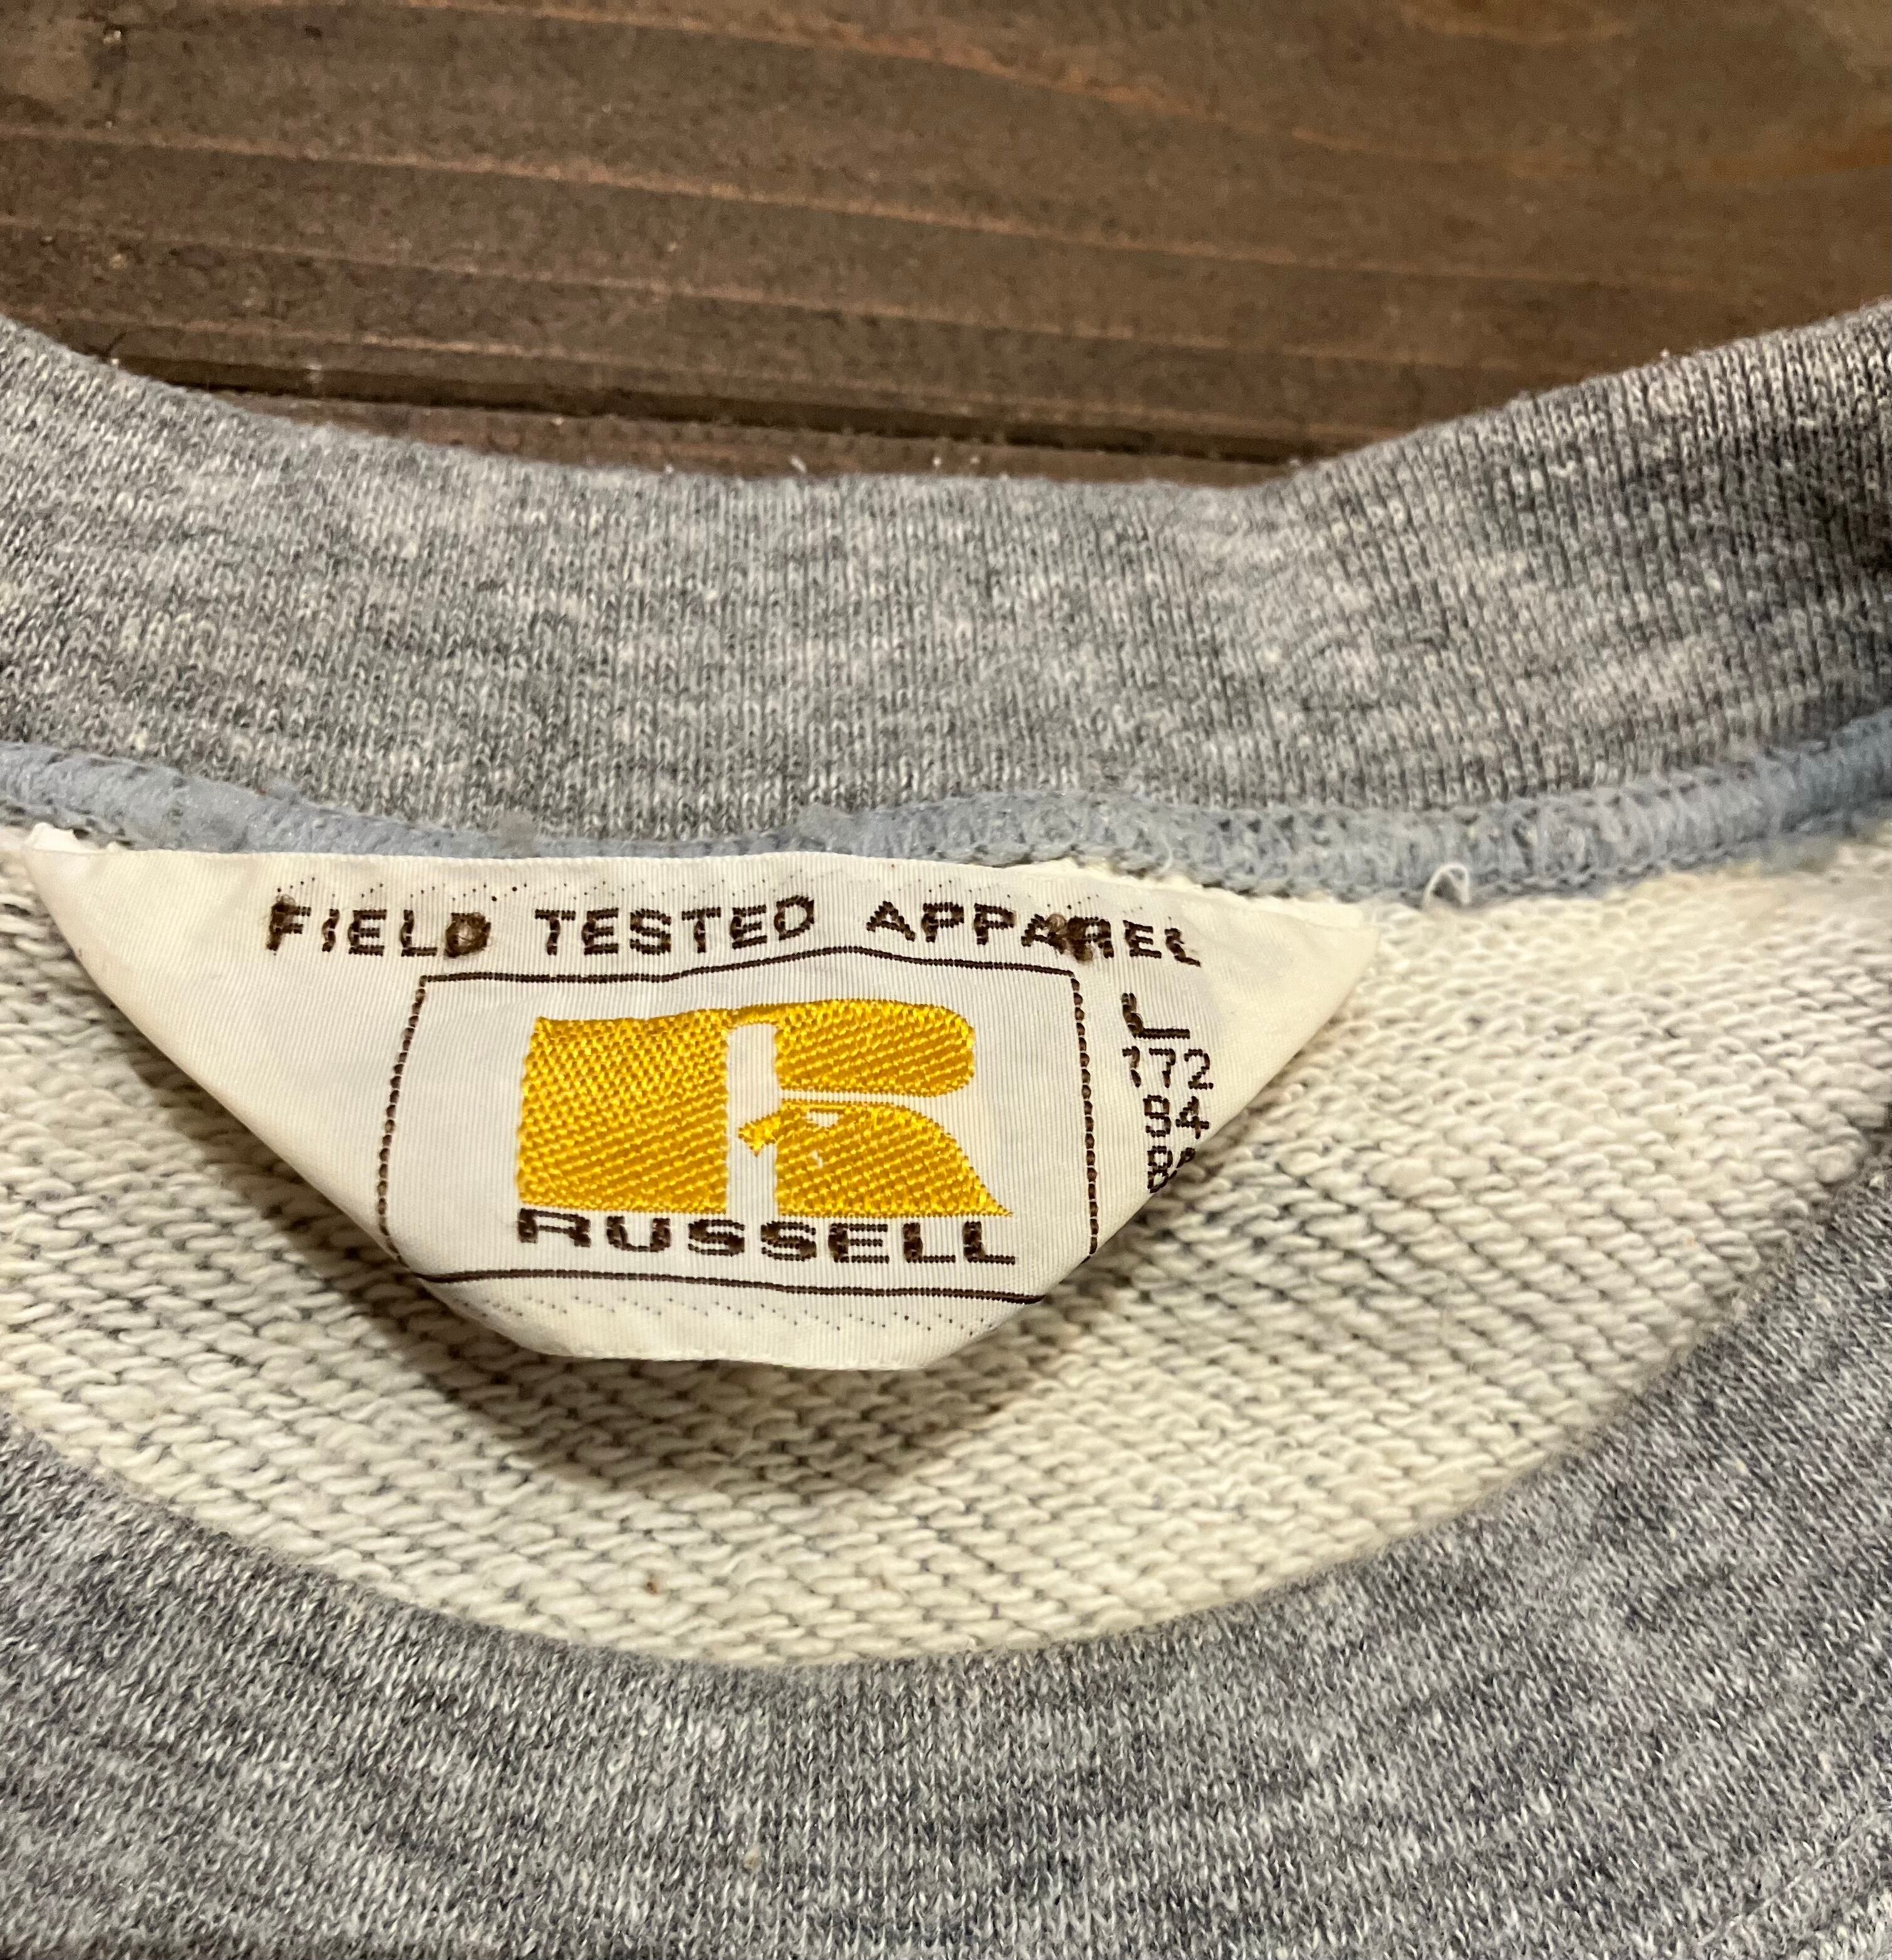 FIELD TESTED APPAREL
L
172
94
RUSSELL